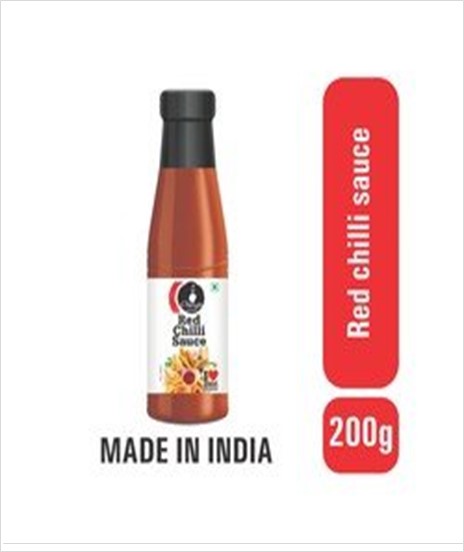 Red
Chilli
Sauce
MADE IN INDIA
Red chilli sauce
200g